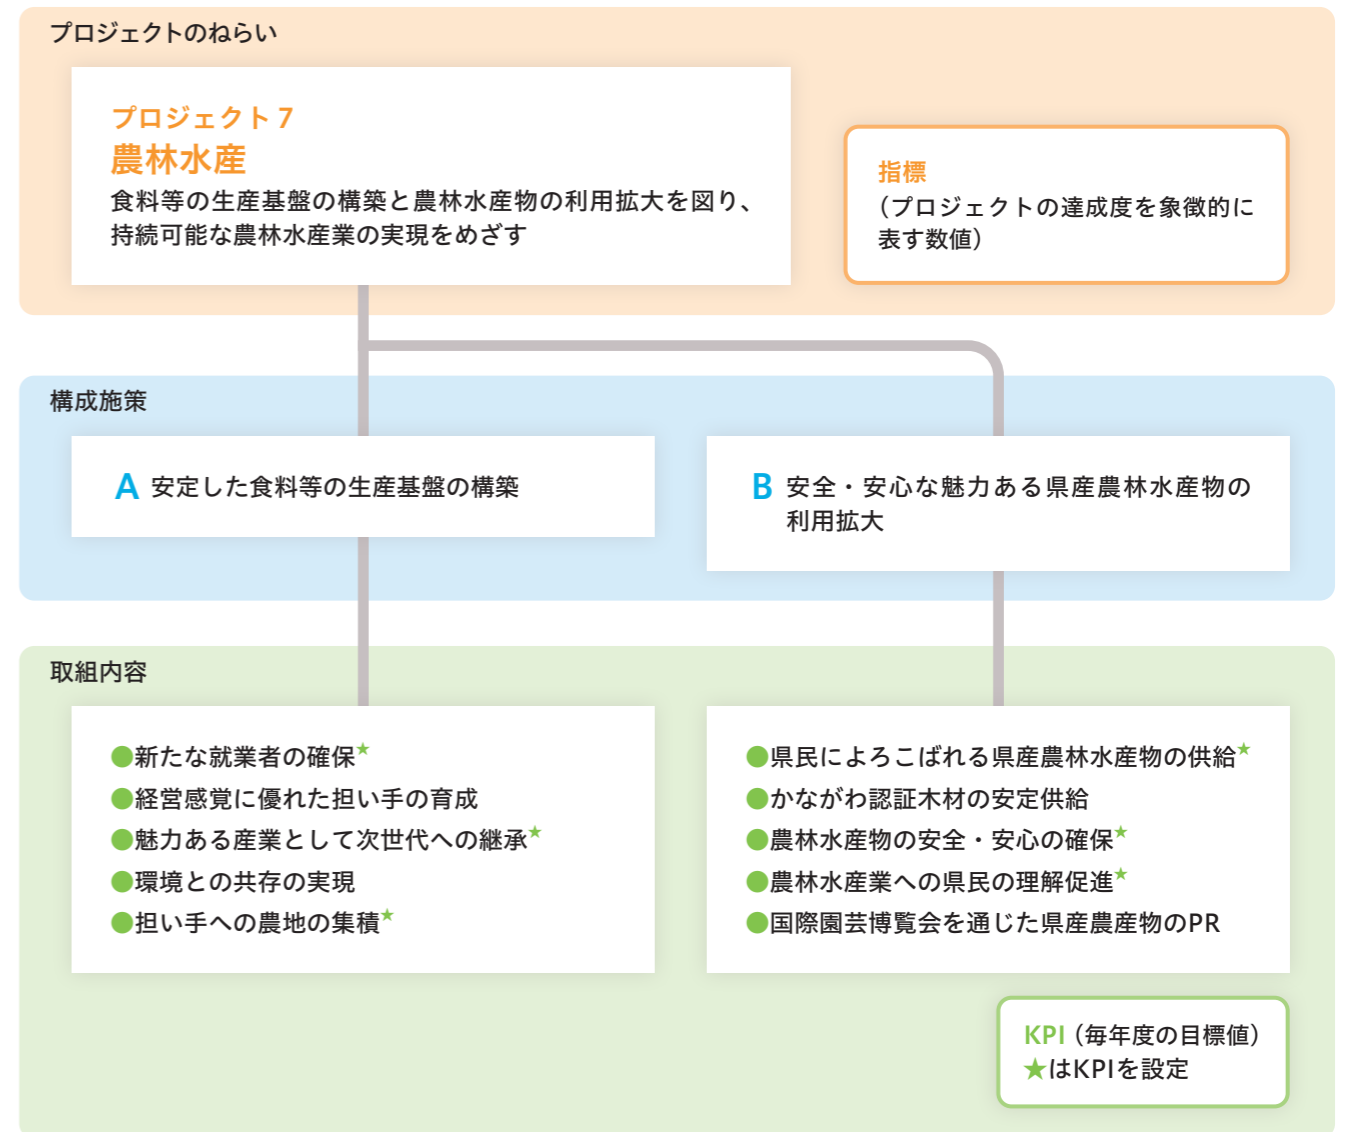 プロジェクトのねらい
プロジェクト 7
農林水産
食料等の生産基盤の構築と農林水産物の利用拡大を図り、
持続可能な農林水産業の実現をめざす
指標
（プロジェクトの達成度を象徴的に
表す数値）
構成施策
A 安定した食料等の生産基盤の構築
B 安全・安心な魅力ある県産農林水産物の
利用拡大
取組内容
●新たな就業者の確保★
●経営感覚に優れた担い手の育成
●魅力ある産業として次世代への継承★
●環境との共存の実現
●担い手への農地の集積★
●県民によろこばれる県産農林水産物の供給★
●かながわ認証木材の安定供給
●農林水産物の安全・安心の確保★
●農林水産業への県民の理解促進★
●国際園芸博覧会を通じた県産農産物のPR
KPI（毎年度の目標値）
★はKPIを設定